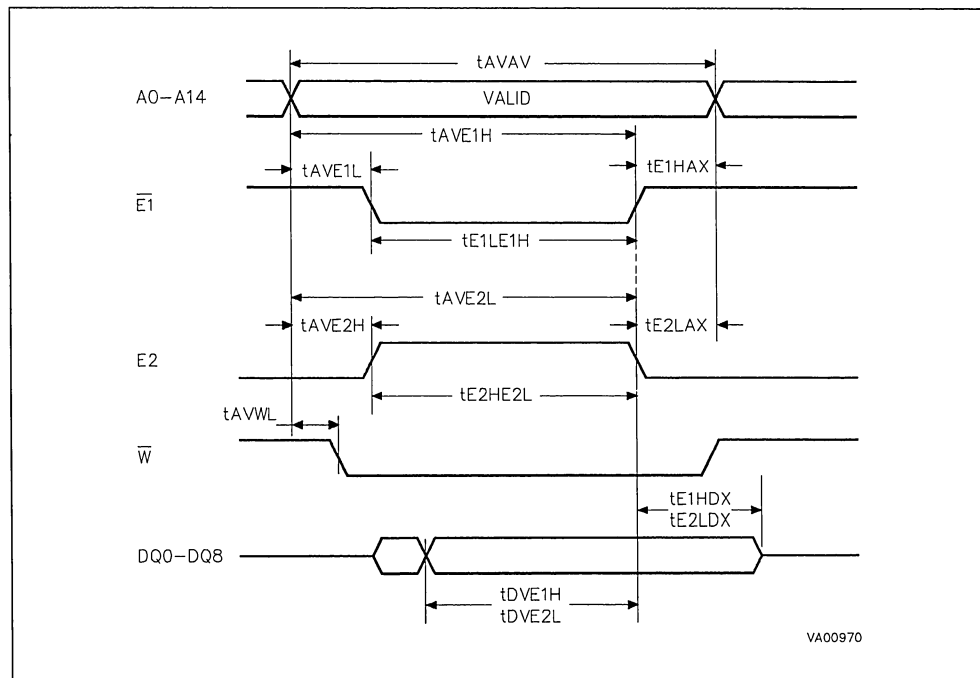 tAVAV
A0-A14
VALID
tAVE1H
tAVE1L
tE1HAX
E1
tE1LE1H
tAVE2L
tAVE2H
tE2LAX
E2
tE2HE2L
tAVWL
W
tE1HDX
tE2LDX
DQ0-DQ8
tDVE1H
tDVE2L
VA00970